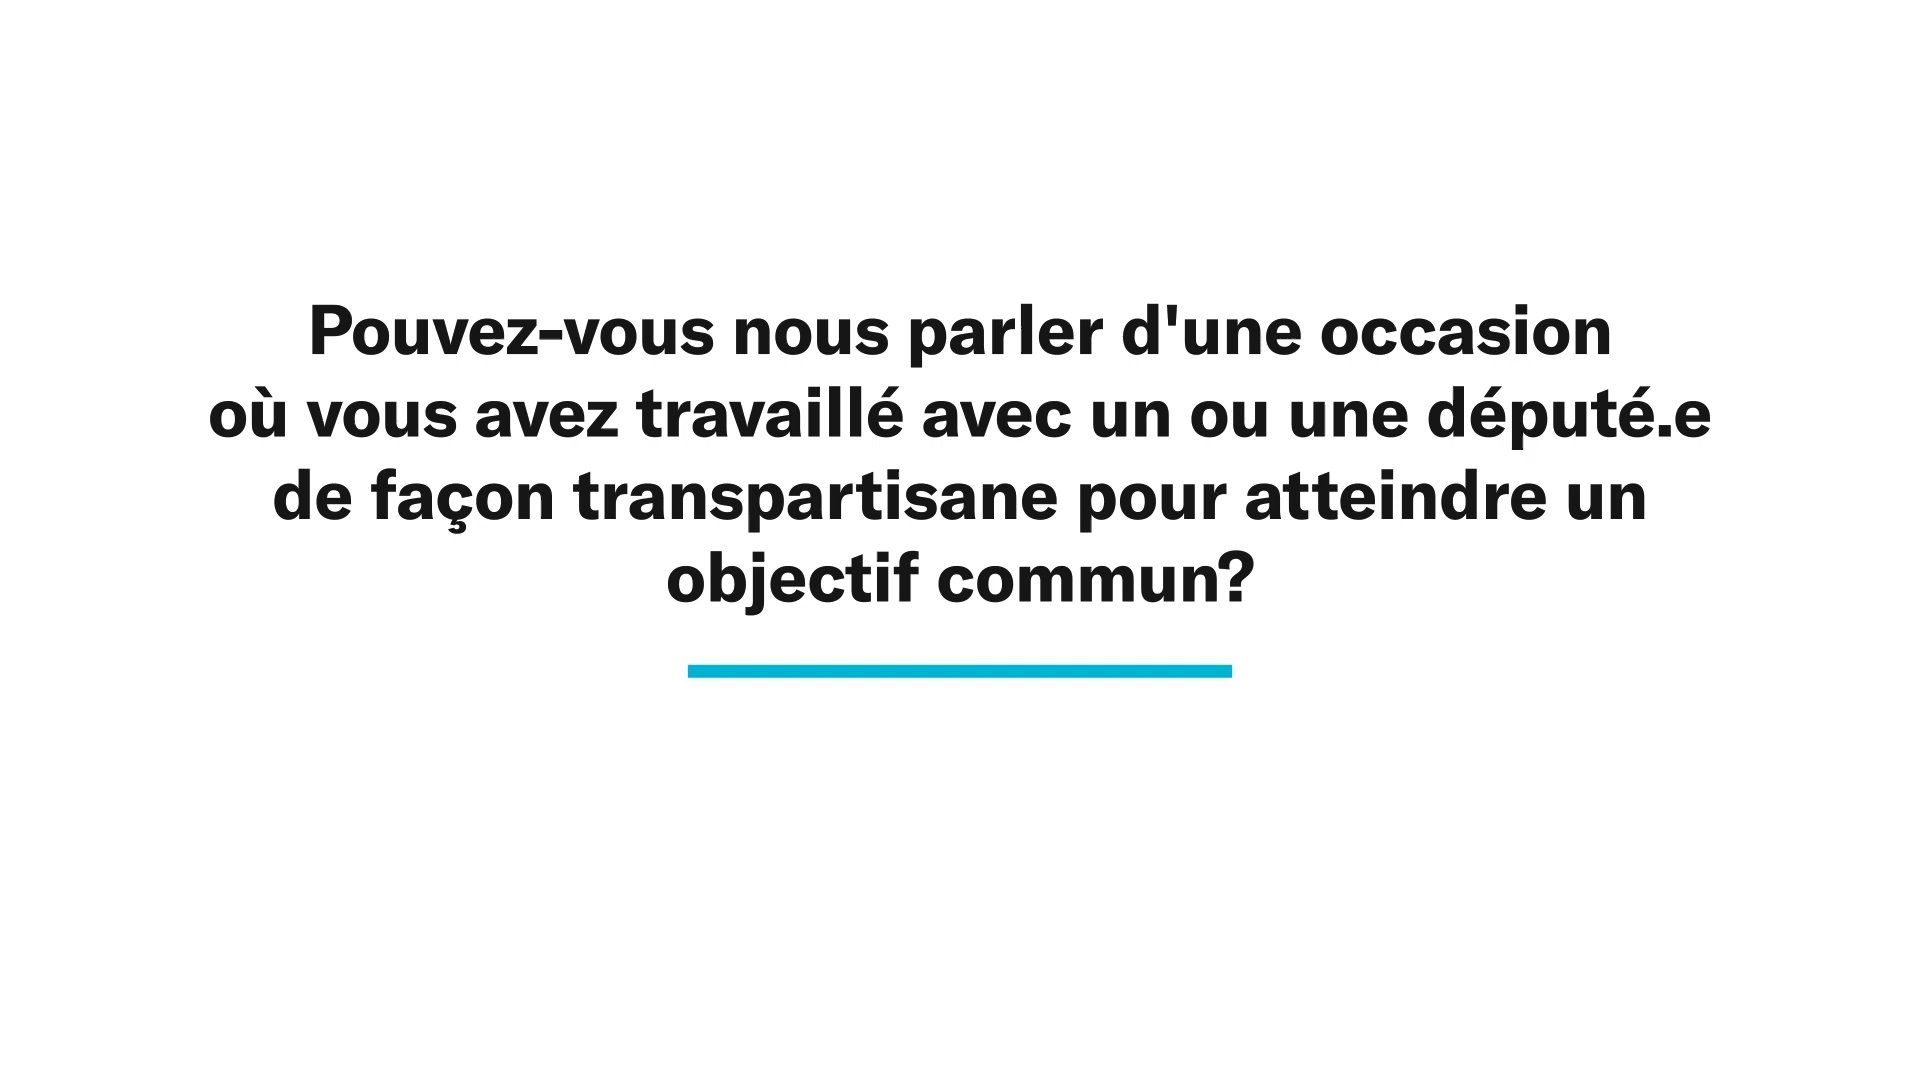 Pouvez-vous nous parler d'une occasion
où vous avez travaillé avec un ou une député.e
de façon transpartisane pour atteindre un
objectif commun?